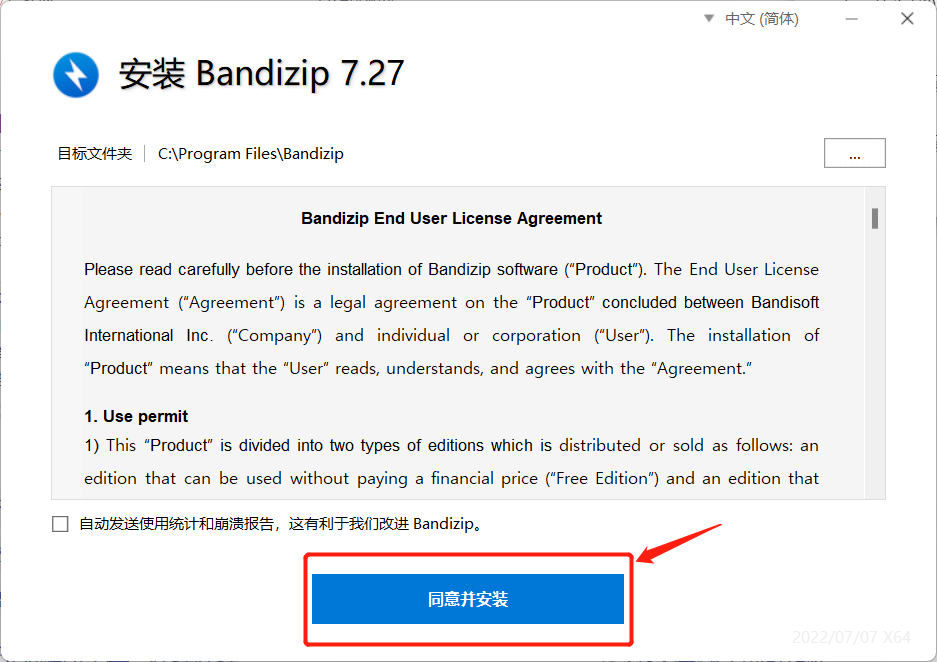 中文 (简体)
安装 Bandizip 7.27
目标文件夹 C:\Program Files\Bandizip
...
Bandizip End User License Agreement
Please read carefully before the installation of Bandizip software (“Product”). The End User License
Agreement (“Agreement”) is a legal agreement on the “Product” concluded between Bandisoft
International Inc. (“Company”) and individual or corporation (“User”). The installation of
“Product” means that the “User” reads, understands, and agrees with the “Agreement.”
1. Use permit
1) This “Product” is divided into two types of editions which is distributed or sold as follows: an
edition that can be used without paying a financial price (“Free Edition”) and an edition that
自动发送使用统计和崩溃报告，这有利于我们改进 Bandizip。
同意并安装
2022/07/07 X64